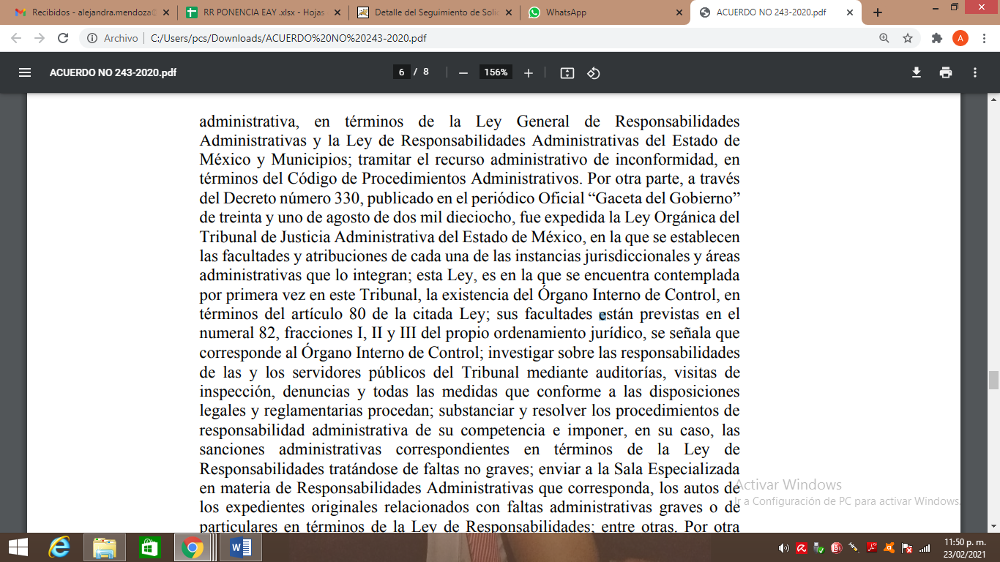 Recibidos - alejandra.mendoza@
RR PONENCIA EAY .xlsx - Hojas
Detalle del Seguimiento de Solic
WhatsApp
ACUERDO NO 243-2020.pdf
Archivo | C:/Users/pcs/Downloads/ACUERDO%20NO%20243-2020.pdf
A
ACUERDO NO 243-2020.pdf
6 / 8
156%
administrativa, en términos de la Ley General de Responsabilidades
Administrativas y la Ley de Responsabilidades Administrativas del Estado de
México y Municipios; tramitar el recurso administrativo de inconformidad, en
términos del Código de Procedimientos Administrativos. Por otra parte, a través
del Decreto número 330, publicado en el periódico Oficial “Gaceta del Gobierno”
de treinta y uno de agosto de dos mil dieciocho, fue expedida la Ley Orgánica del
Tribunal de Justicia Administrativa del Estado de México, en la que se establecen
las facultades y atribuciones de cada una de las instancias jurisdiccionales y áreas
administrativas que lo integran; esta Ley, es en la que se encuentra contemplada
por primera vez en este Tribunal, la existencia del Órgano Interno de Control, en
términos del artículo 80 de la citada Ley; sus facultades están previstas en el
numeral 82, fracciones I, II y III del propio ordenamiento jurídico, se señala que
corresponde al Órgano Interno de Control; investigar sobre las responsabilidades
de las y los servidores públicos del Tribunal mediante auditorías, visitas de
inspección, denuncias y todas las medidas que conforme a las disposiciones
legales y reglamentarias procedan; substanciar y resolver los procedimientos de
responsabilidad administrativa de su competencia e imponer, en su caso, las
sanciones administrativas correspondientes en términos de la Ley de
Responsabilidades tratándose de faltas no graves; enviar a la Sala Especializada
en materia de Responsabilidades Administrativas que corresponda, los autos de
los expedientes originales relacionados con faltas administrativas graves o de
particulares en términos de la Ley de Responsabilidades; entre otras. Por otra
Activar Windows
Ir a Configuración de PC para activar Windows.
11:50 p. m.
23/02/2021